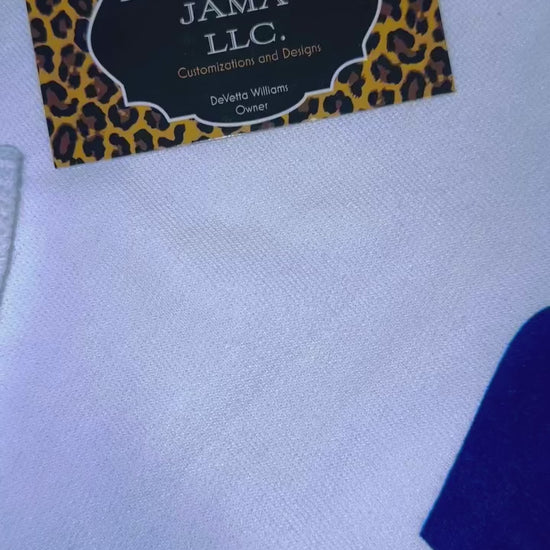 JAMA
LLC.
Customizations and Designs
DeVetta Williams
Owner